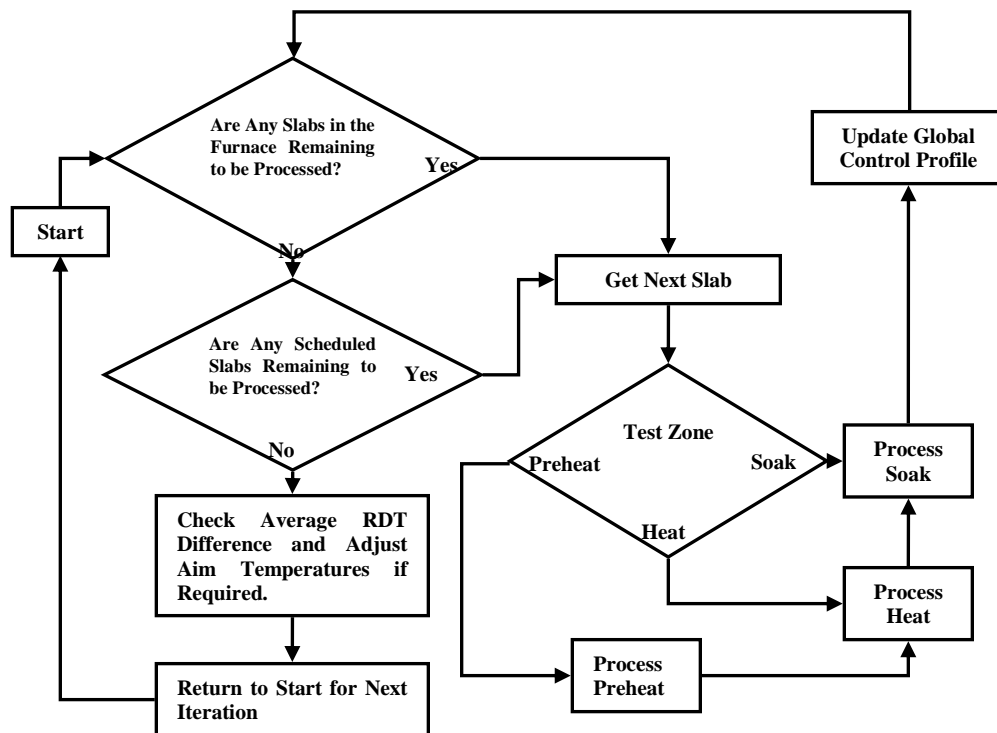 Are Any Slabs in the
Furnace Remaining
to be Processed?
Yes
No
Update Global
Control Profile
Start
Get Next Slab
Are Any Scheduled
Slabs Remaining to
be Processed?
Yes
No
Test Zone
Preheat
Soak
Heat
Process
Soak
Check Average RDT
Difference and Adjust
Aim Temperatures if
Required.
Process
Heat
Process
Preheat
Return to Start for Next
Iteration